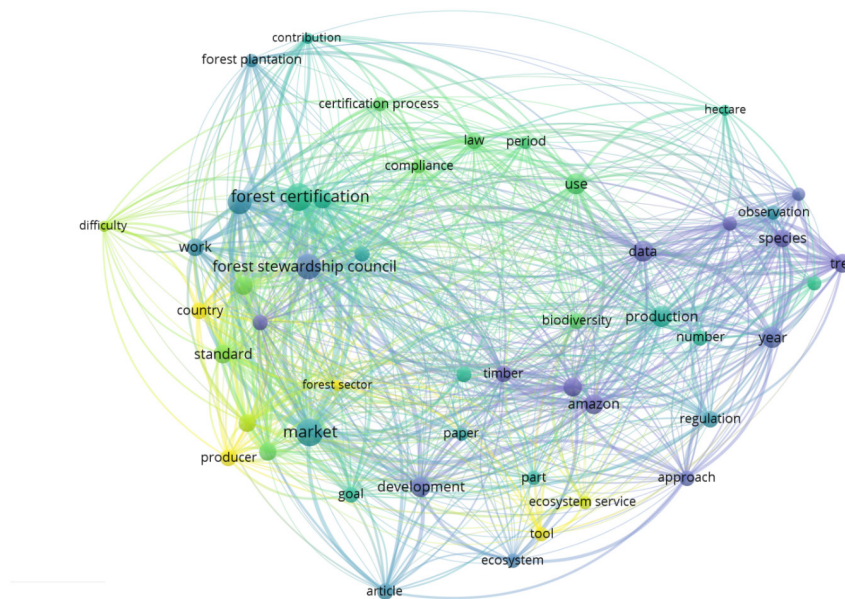 contribution
forest plantation
certification process
hectare
law
period
compliance
use
forest certification
difficulty
observation
work
species
data
forest stewardship council
tre
country
biodiversity
production
number
year
standard
timber
forest sector
amazon
regulation
market
paper
producer
part
approach
development
goal
ecosystem service
tool
ecosystem
article